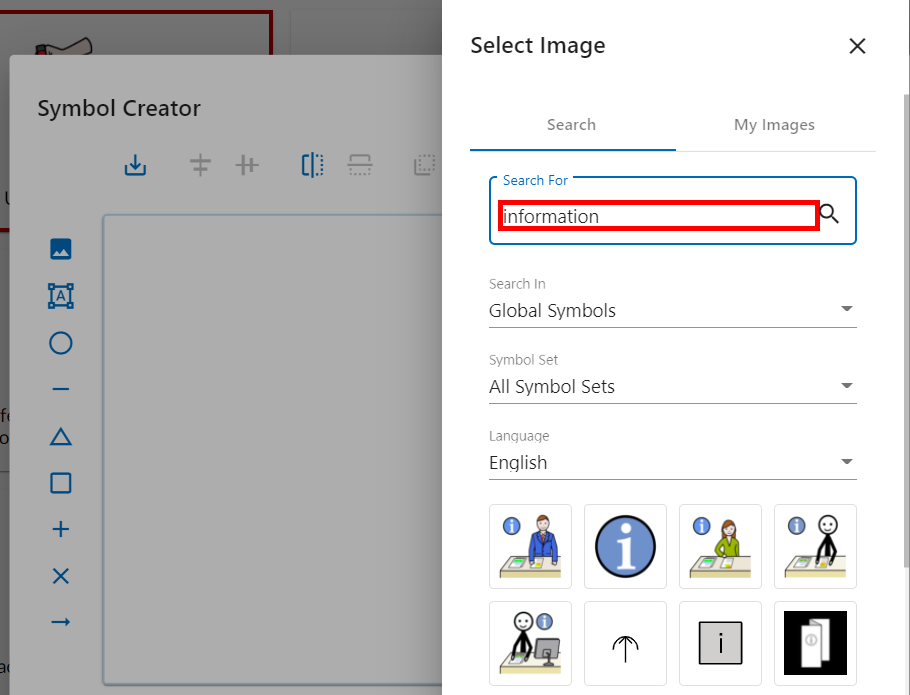 Select Image
Symbol Creator
Search
My Images
Search For
information
Search In
Global Symbols
Symbol Set
All Symbol Sets
Language
English
A
i
i
i
i
i
i